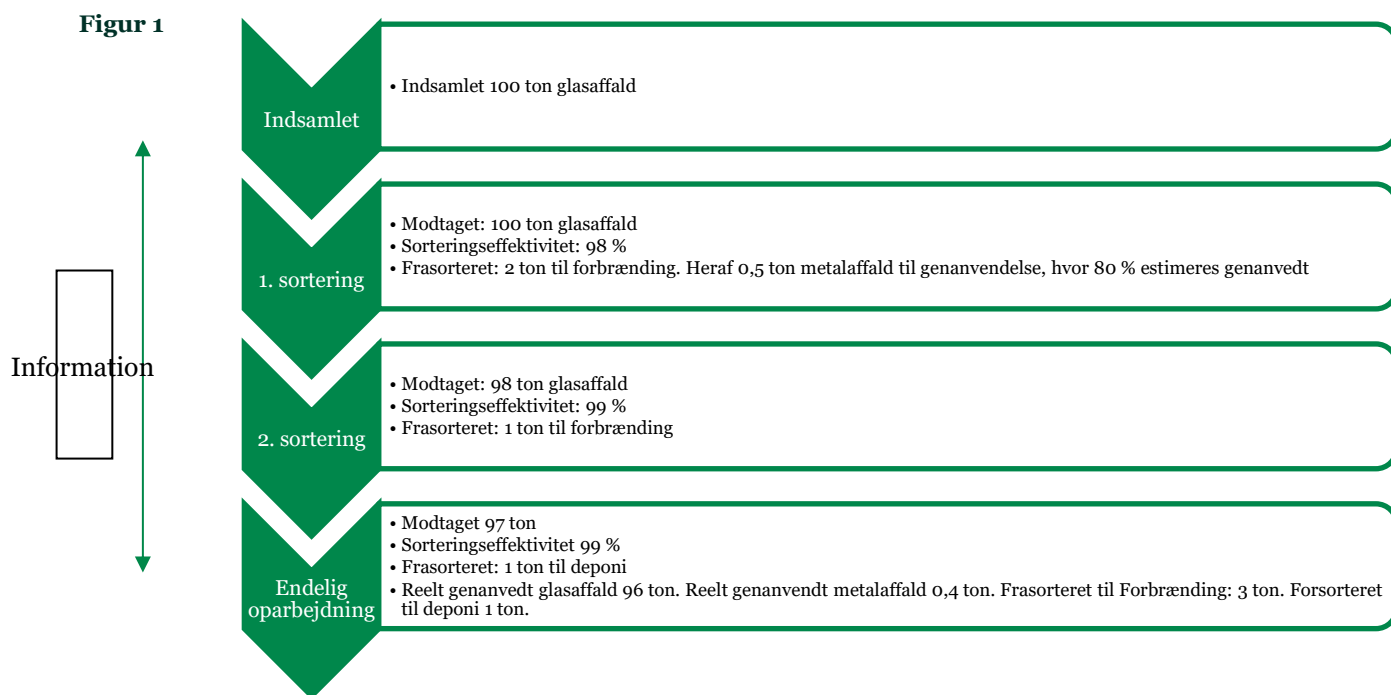 Figur 1
Indsamlet
• Indsamlet 100 ton glasaffald
1. sortering
• Modtaget: 100 ton glasaffald
• Sorteringseffektivitet: 98 %
• Frasorteret: 2 ton til forbrænding. Heraf 0,5 ton metalaffald til genanvendelse, hvor 80 % estimeres genanvedt
Information
2. sortering
• Modtaget: 98 ton glasaffald
• Sorteringseffektivitet: 99 %
• Frasorteret: 1 ton til forbrænding
Endelig
oparbejdning
• Modtaget 97 ton
• Sorteringseffektivitet 99 %
• Frasorteret: 1 ton til deponi
• Reelt genanvedt glasaffald 96 ton. Reelt genanvendt metalaffald 0,4 ton. Frasorteret til Forbrænding: 3 ton. Forsorteret
til deponi 1 ton.